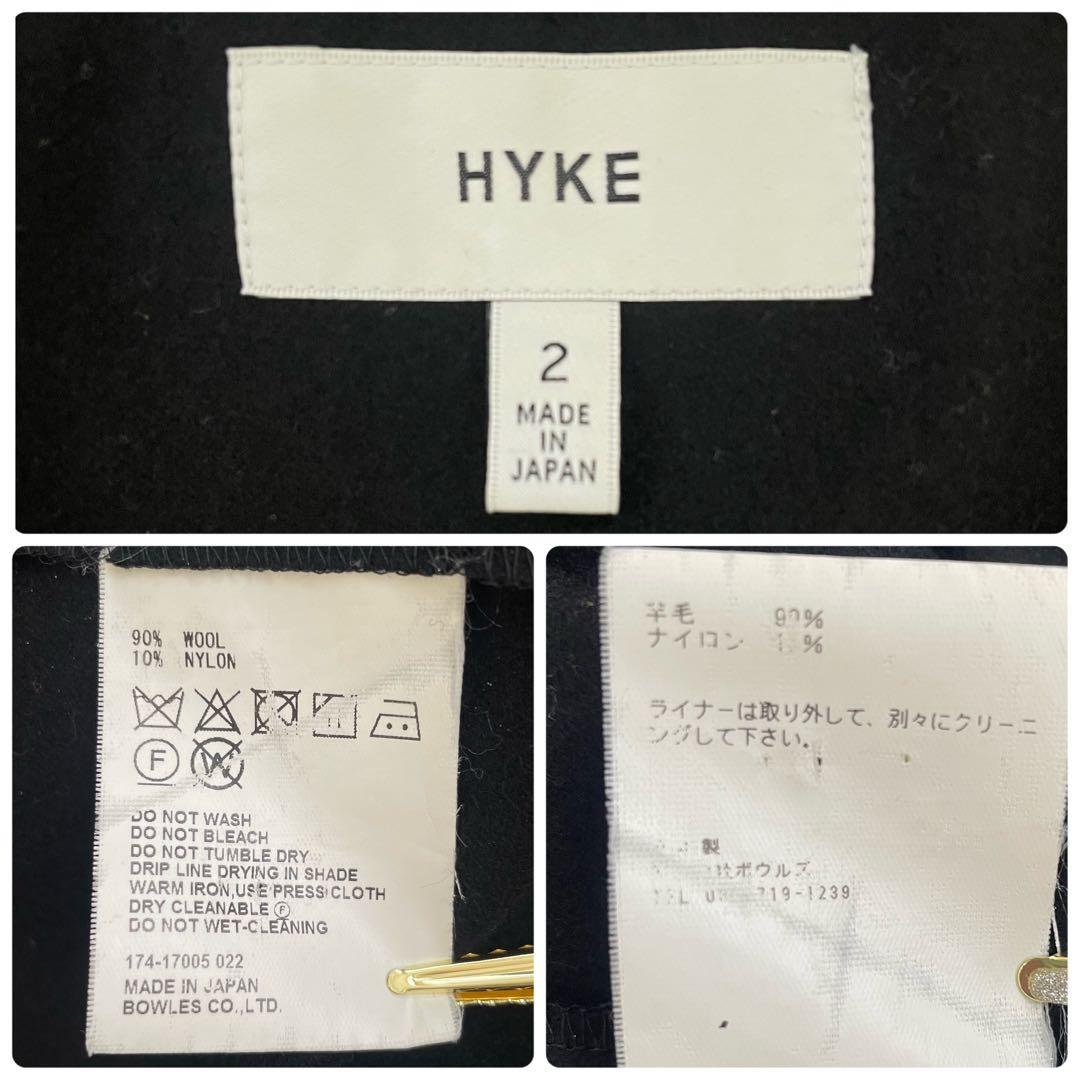 HYKE
2
MADE
IN
JAPAN
90% WOOL
10% NYLON
F
W
DO NOT WASH
DO NOT BLEACH
DO NOT TUMBLE DRY
DRIP LINE DRYING IN SHADE
WARM IRON,USE PRESS CLOTH
DRY CLEANABLE Ⓕ
DO NOT WET-CLEANING
174-17005 022
MADE IN JAPAN
BOWLES CO.,LTD.
羊毛 90%
ナイロン
ライナーは取り外して、別々にクリーニ
ングして下さい。
製
ボウルズ
719-1239